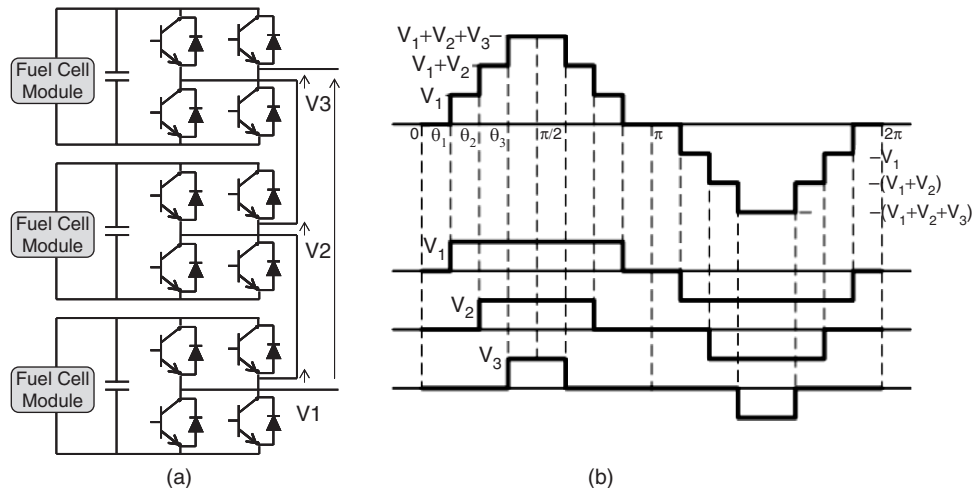 Fuel Cell
Module
V3
Fuel Cell
Module
V2
Fuel Cell
Module
V1
(a)
V₁+V₂+V₃
V₁+V₂
V₁
0 θ₁ θ₂ θ₃ π/2 π 2π
−V₁
−(V₁+V₂)
−(V₁+V₂+V₃)
V₁
V₂
V₃
(b)